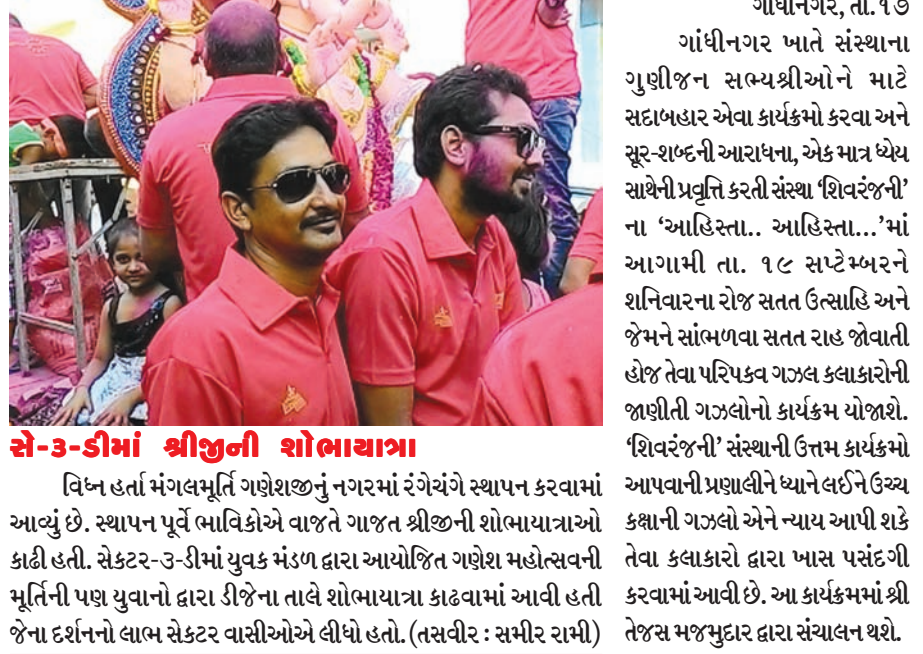 સે-૩-ડીમાં શ્રીજીની શોભાયાત્રા
વિઘ્ન હર્તા મંગલમૂર્તિ ગણેશજીનું નગરમાં રંગેચંગે સ્થાપન કરવામાં
આવ્યું છે. સ્થાપન પૂર્વે ભાવિકોએ વાજતે ગાજત શ્રીજીની શોભાયાત્રાઓ
કાઢી હતી. સેકટર-૩-ડીમાં યુવક મંડળ દ્વારા આયોજિત ગણેશ મહોત્સવની
મૂર્તિની પણ યુવાનો દ્વારા ડીજેના તાલે શોભાયાત્રા કાઢવામાં આવી હતી
જેના દર્શનનો લાભ સેકટર વાસીઓએ લીધો હતો. (તસવીર : સમીર રામી)
ગાંધીનગર, તા.૧૭
ગાંધીનગર ખાતે સંસ્થાના
ગુણીજન સભ્યશ્રીઓને માટે
સદાબહાર એવા કાર્યક્રમો કરવા અને
સૂર-શબ્દની આરાધના, એક માત્ર ધ્યેય
સાથેની પ્રવૃત્તિ કરતી સંસ્થા ‘શિવરંજની’
ના ‘આહિસ્તા.. આહિસ્તા...’માં
આગામી તા. ૧૯ સપ્ટેમ્બરને
શનિવારના રોજ સતત ઉત્સાહિ અને
જેમને સાંભળવા સતત રાહ જોવાતી
હોજ તેવા પરિપકવ ગઝલ કલાકારોની
જાણીતી ગઝલોનો કાર્યક્રમ યોજાશે.
‘શિવરંજની’ સંસ્થાની ઉત્તમ કાર્યક્રમો
આપવાની પ્રણાલીને ધ્યાને લઈને ઉચ્ચ
કક્ષાની ગઝલો એને ન્યાય આપી શકે
તેવા કલાકારો દ્વારા ખાસ પસંદગી
કરવામાં આવી છે. આ કાર્યક્રમમાં શ્રી
તેજસ મજમુદાર દ્વારા સંચાલન થશે.